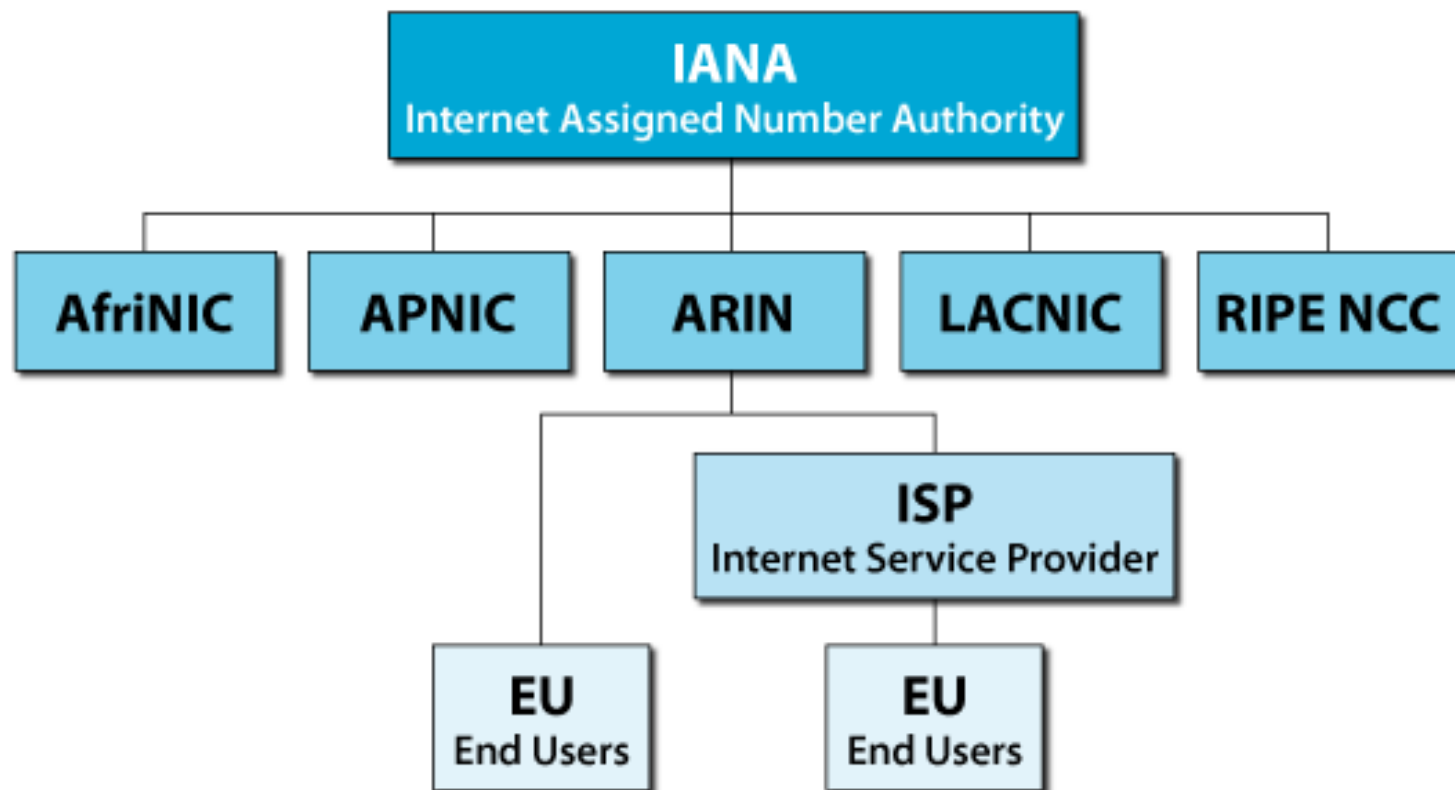 IANA
Internet Assigned Number Authority
AfriNIC
APNIC
ARIN
LACNIC
RIPE NCC
ISP
Internet Service Provider
EU
End Users
EU
End Users